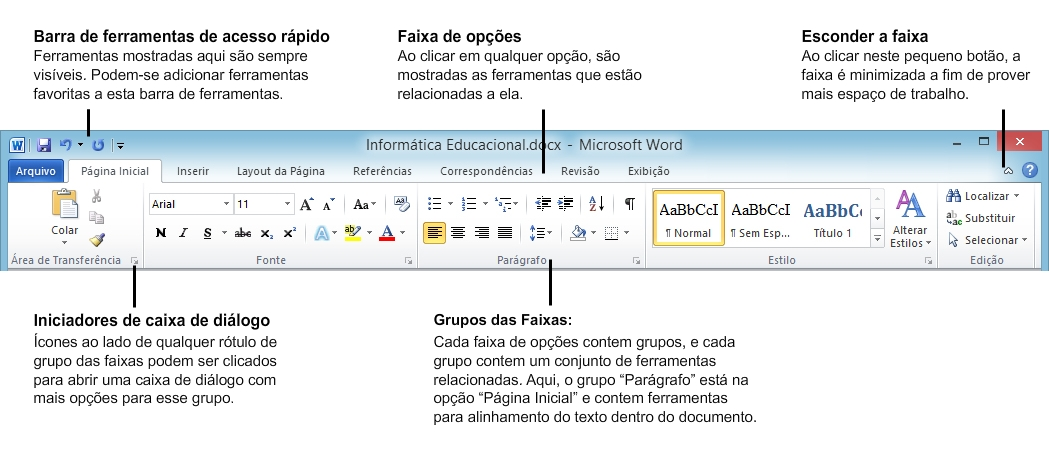 Barra de ferramentas de acesso rápido
Ferramentas mostradas aqui são sempre
visíveis. Podem-se adicionar ferramentas
favoritas a esta barra de ferramentas.
Faixa de opções
Ao clicar em qualquer opção, são
mostradas as ferramentas que estão
relacionadas a ela.
Esconder a faixa
Ao clicar neste pequeno botão, a
faixa é minimizada a fim de prover
mais espaço de trabalho.
Informática Educacional.docx - Microsoft Word
Arquivo Página Inicial Inserir Layout da Página Referências Correspondências Revisão Exibição
Colar
Área de Transferência
Arial 11 A A Aa
N I S abc x₂ x² A ab A
Fonte
Parágrafo
AaBbCcI AaBbCcI AaBbCc
¶ Normal ¶ Sem Esp... Título 1
Alterar
Estilos
Estilo
Localizar
Substituir
Selecionar
Edição
Iniciadores de caixa de diálogo
Ícones ao lado de qualquer rótulo de
grupo das faixas podem ser clicados
para abrir uma caixa de diálogo com
mais opções para esse grupo.
Grupos das Faixas:
Cada faixa de opções contem grupos, e cada
grupo contem um conjunto de ferramentas
relacionadas. Aqui, o grupo “Parágrafo” está na
opção “Página Inicial” e contem ferramentas
para alinhamento do texto dentro do documento.